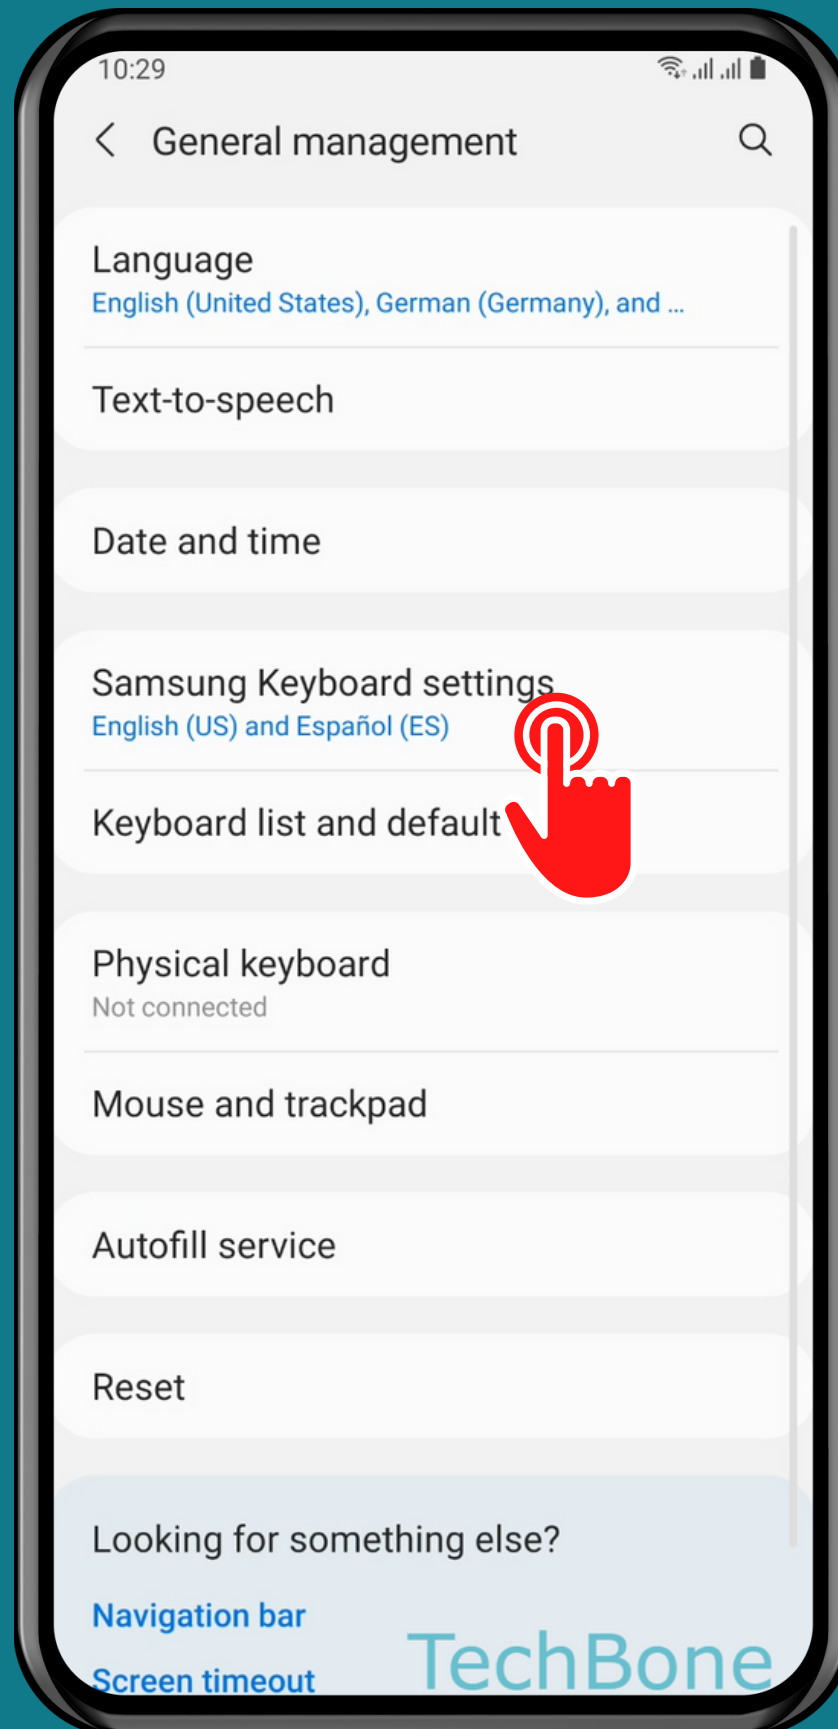 10:29
General management
Language
English (United States), German (Germany), and ...
Text-to-speech
Date and time
Samsung Keyboard settings
English (US) and Español (ES)
Keyboard list and default
Physical keyboard
Not connected
Mouse and trackpad
Autofill service
Reset
Looking for something else?
Navigation bar
Screen timeout
TechBone